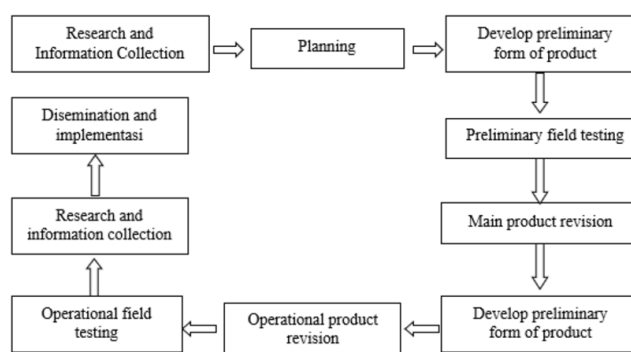 Research and
Information Collection
Planning
Develop preliminary
form of product
Preliminary field testing
Main product revision
Develop preliminary
form of product
Operational product
revision
Operational field
testing
Research and
information collection
Disemination and
implementasi